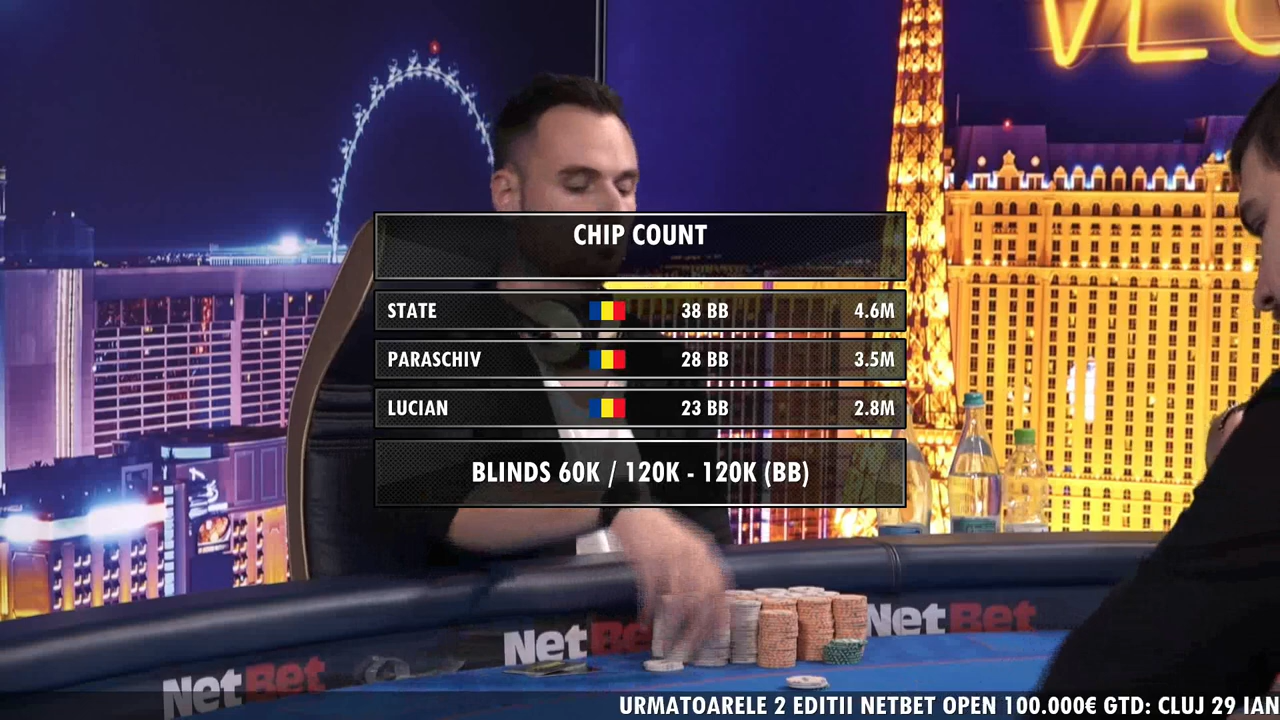 VEG
CHIP COUNT
STATE 38 BB 4.6M
PARASCHIV 28 BB 3.5M
LUCIAN 23 BB 2.8M
BLINDS 60K / 120K - 120K (BB)
NetBet
NetBet
NetBet
URMATOARELE 2 EDITII NETBET OPEN 100.000€ GTD: CLUJ 29 IAN